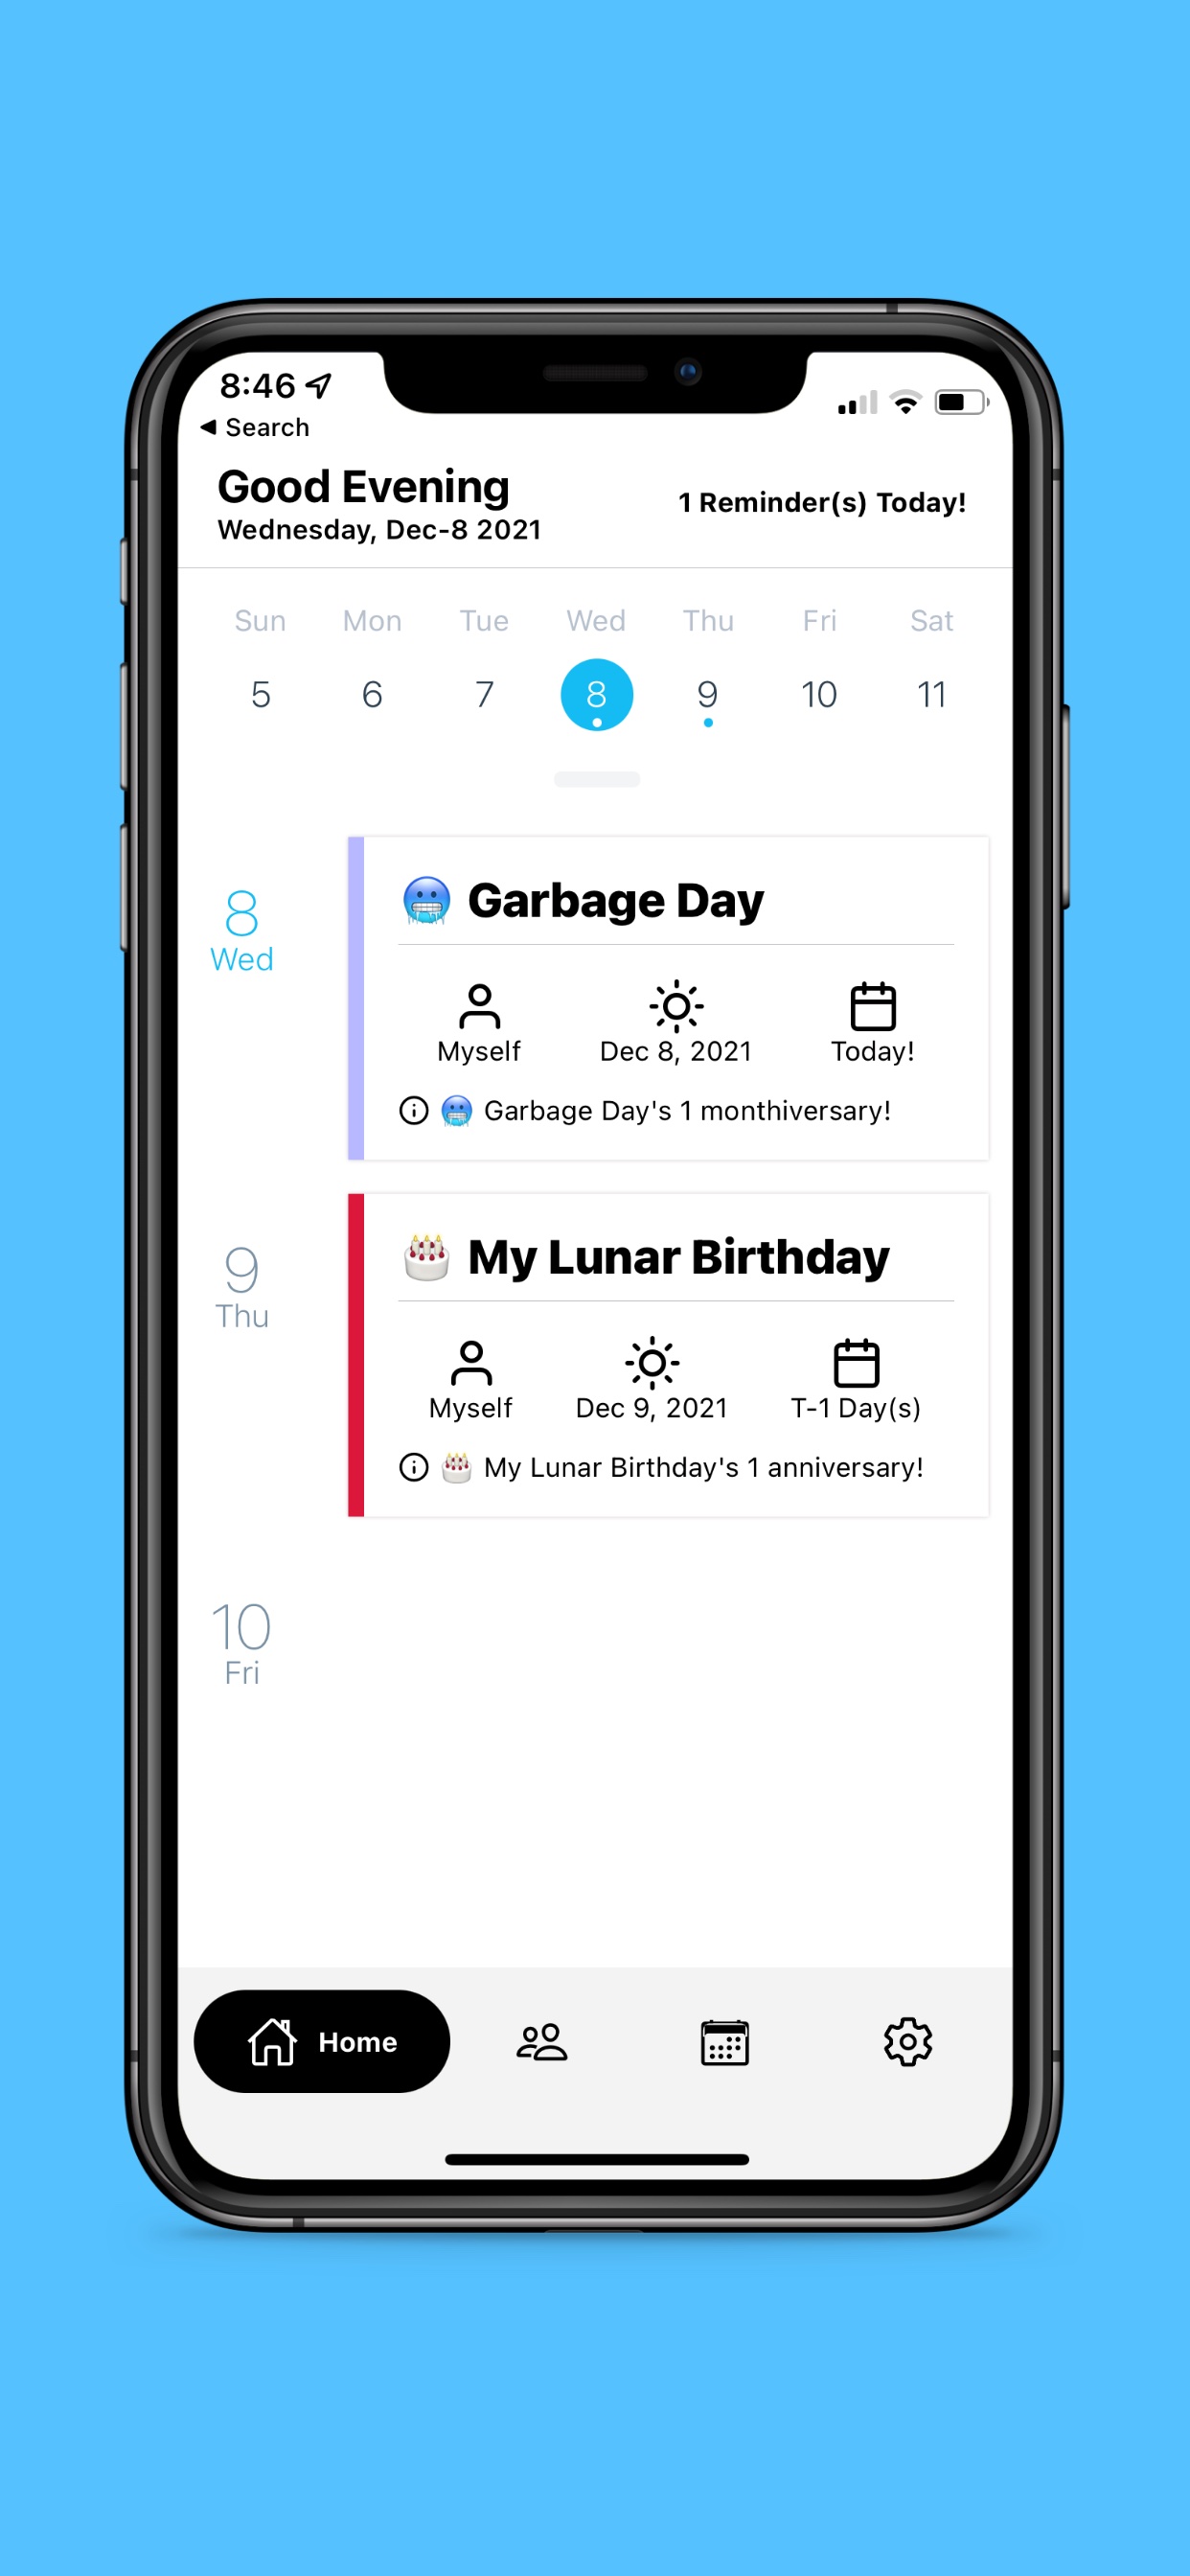 8:46
◀ Search
Good Evening
Wednesday, Dec-8 2021
1 Reminder(s) Today!
Sun Mon Tue Wed Thu Fri Sat
5 6 7 8 9 10 11
8
Wed
🥶 Garbage Day
Myself Dec 8, 2021 Today!
🥶 Garbage Day's 1 monthiversary!
9
Thu
🎂 My Lunar Birthday
Myself Dec 9, 2021 T-1 Day(s)
🎂 My Lunar Birthday's 1 anniversary!
10
Fri
Home